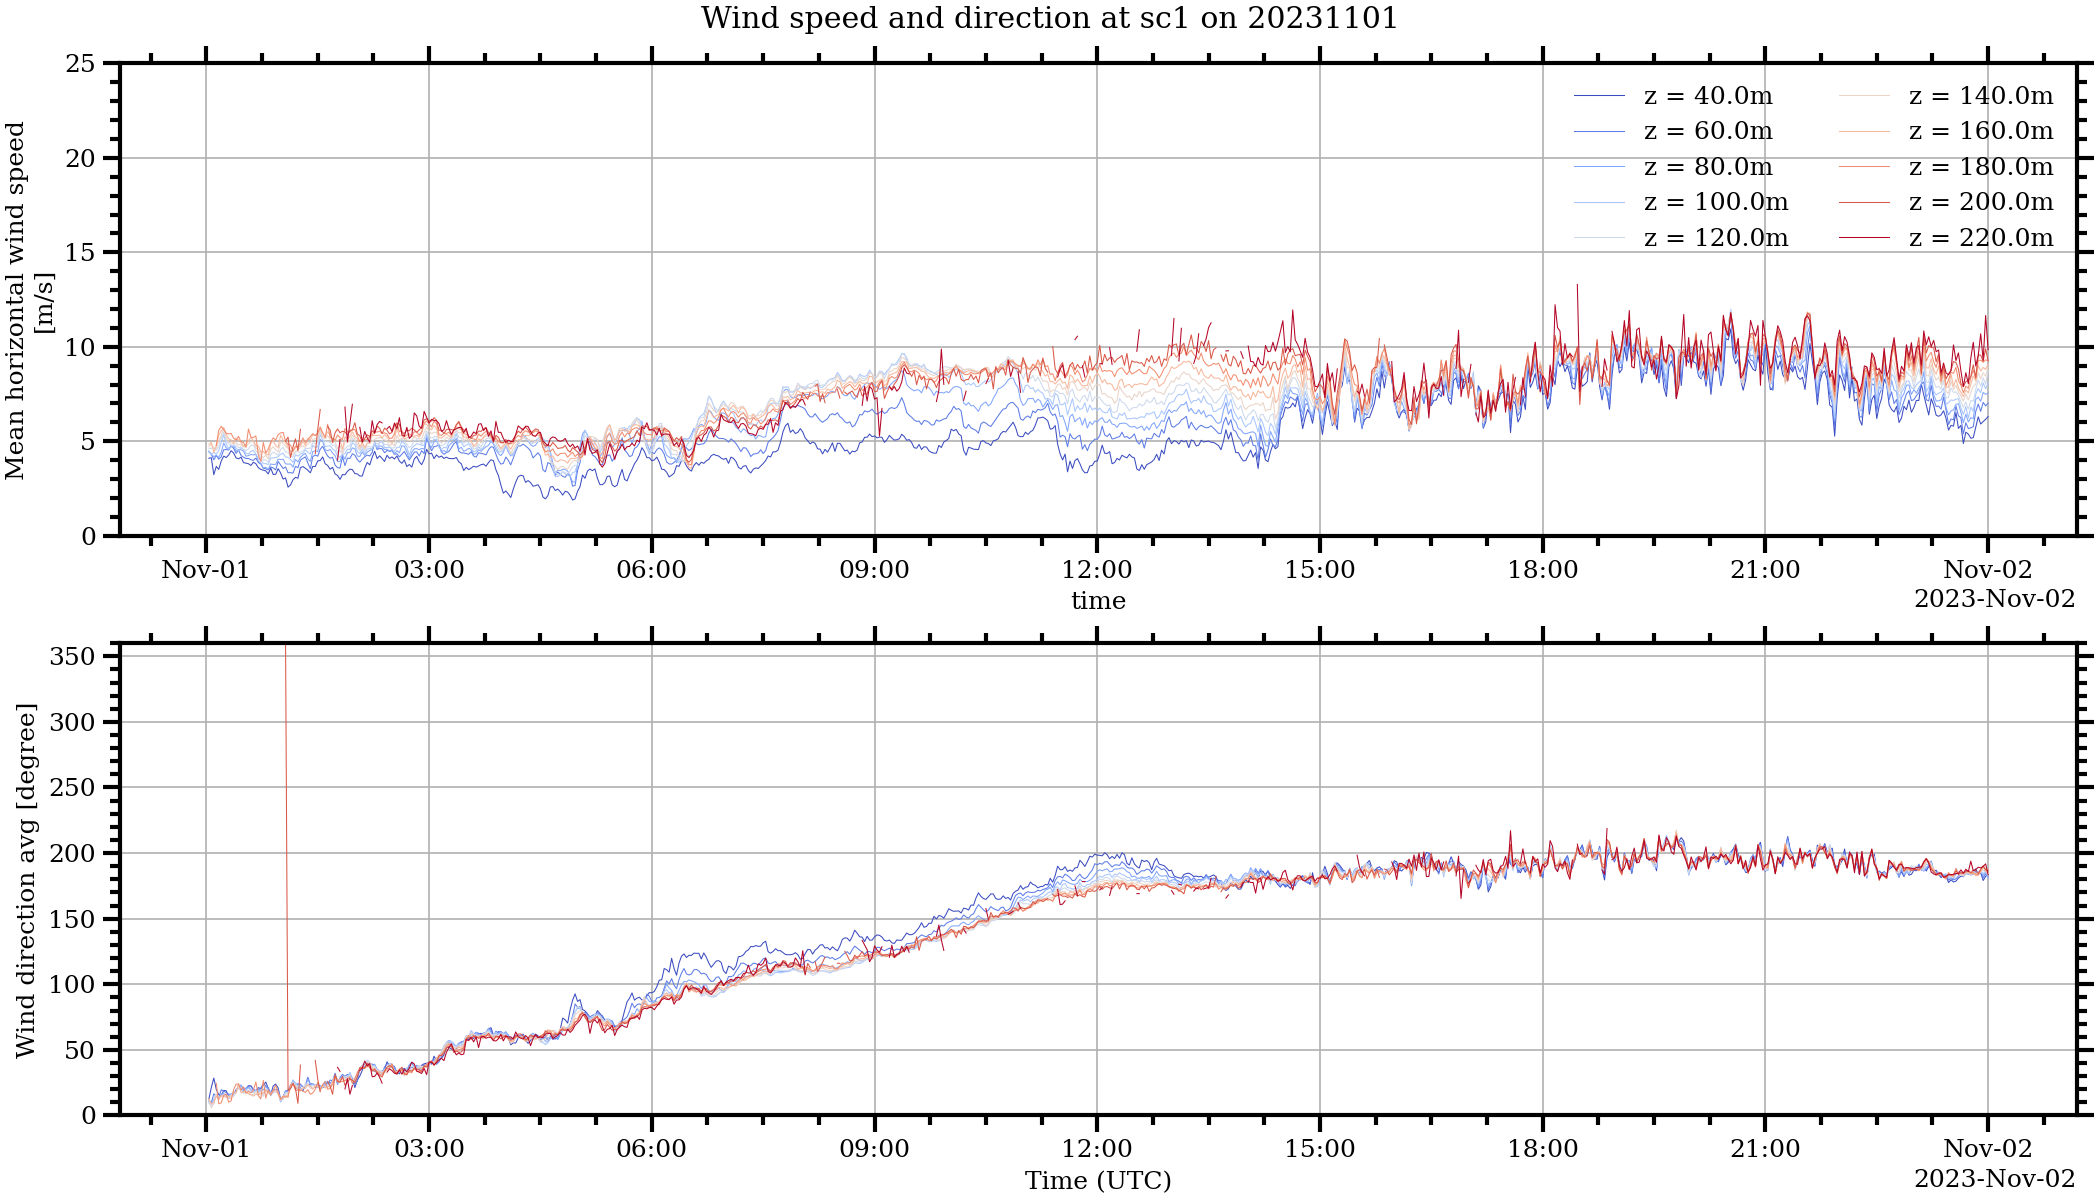 Wind speed and direction at sc1 on 20231101
Mean horizontal wind speed
[m/s]
25
20
15
10
5
0
z = 40.0m
z = 60.0m
z = 80.0m
z = 100.0m
z = 120.0m
z = 140.0m
z = 160.0m
z = 180.0m
z = 200.0m
z = 220.0m
Nov-01 03:00 06:00 09:00 12:00 15:00 18:00 21:00 Nov-02
time
2023-Nov-02
Wind direction avg [degree]
350
300
250
200
150
100
50
0
Nov-01 03:00 06:00 09:00 12:00 15:00 18:00 21:00 Nov-02
Time (UTC)
2023-Nov-02